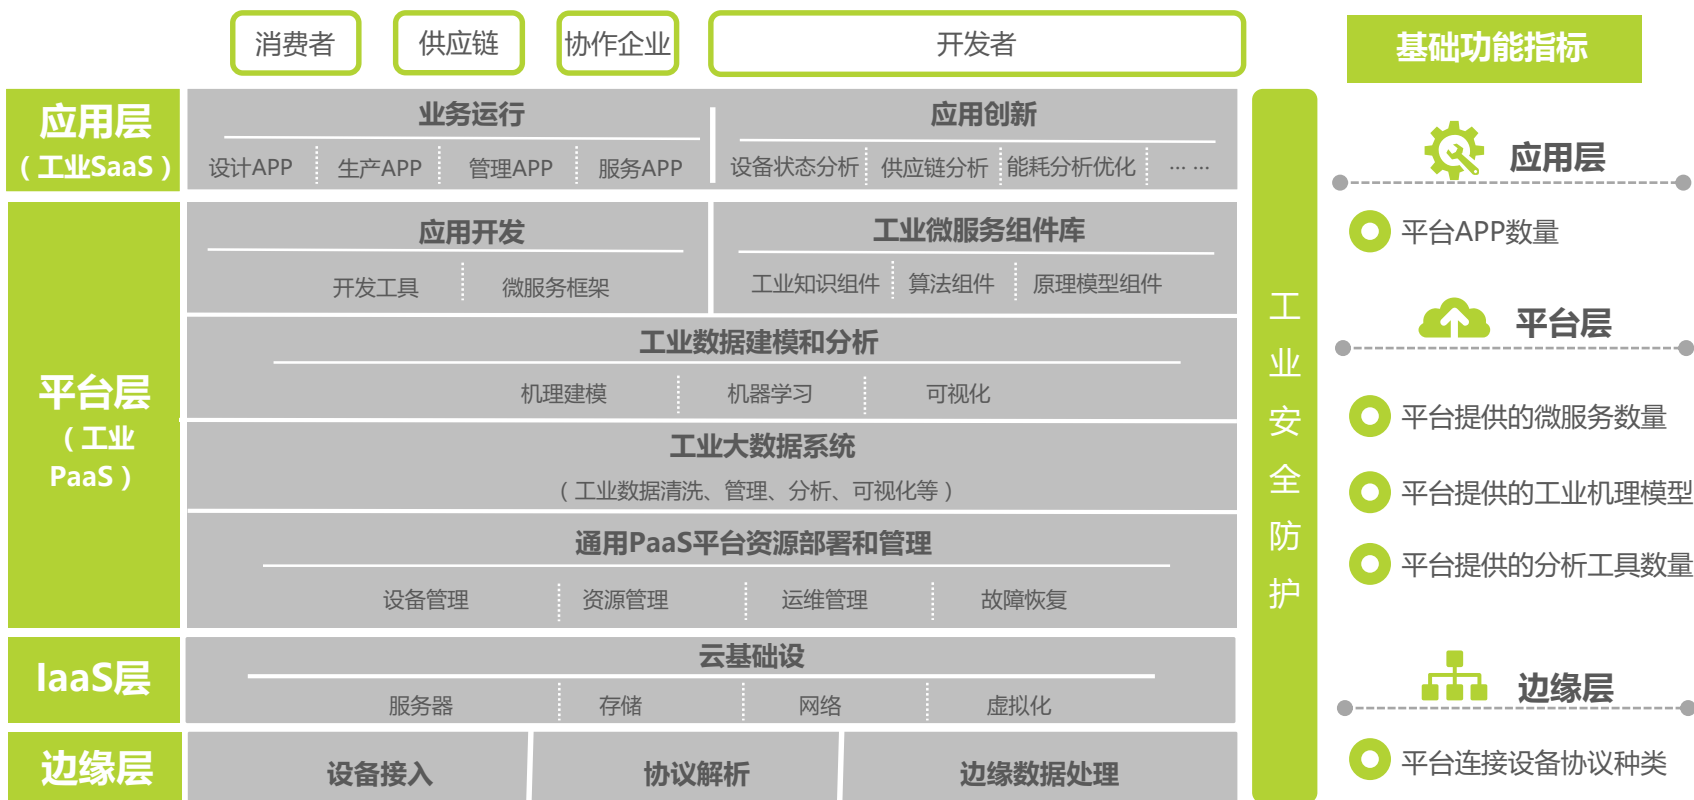 消费者
供应链
协作企业
开发者
应用层
（工业SaaS）
业务运行
设计APP
生产APP
管理APP
服务APP
应用创新
设备状态分析
供应链分析
能耗分析优化
... ...
平台层
（工业
PaaS）
应用开发
开发工具
微服务框架
工业微服务组件库
工业知识组件
算法组件
原理模型组件
工业数据建模和分析
机理建模
机器学习
可视化
工业大数据系统
（工业数据清洗、管理、分析、可视化等）
通用PaaS平台资源部署和管理
设备管理
资源管理
运维管理
故障恢复
IaaS层
云基础设
服务器
存储
网络
虚拟化
边缘层
设备接入
协议解析
边缘数据处理
工
业
安
全
防
护
基础功能指标
应用层
平台APP数量
平台层
平台提供的微服务数量
平台提供的工业机理模型
平台提供的分析工具数量
边缘层
平台连接设备协议种类